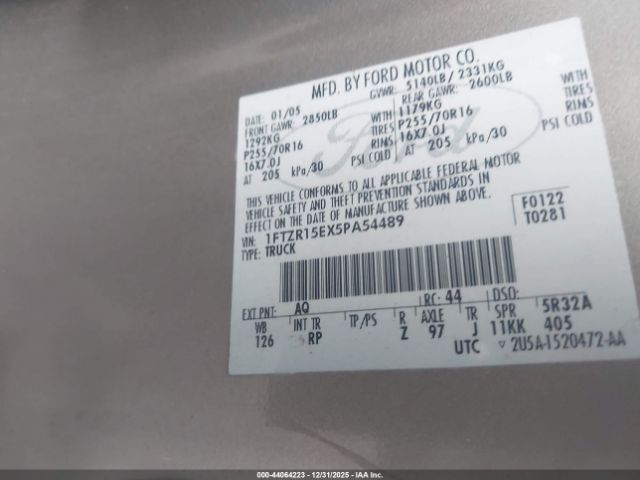 MFD. BY FORD MOTOR CO.
DATE: 01/05 GVWR: 5140LB / 2331KG
FRONT GAWR: 2850LB REAR GAWR: 2600LB
1292KG WITH 1179KG WITH
P255/70R16 TIRES P255/70R16 TIRES
16X7.0J RIMS 16X7.0J RIMS
AT 205 kPa/30 PSI COLD AT 205 kPa/30 PSI COLD
THIS VEHICLE CONFORMS TO ALL APPLICABLE FEDERAL MOTOR
VEHICLE SAFETY AND THEFT PREVENTION STANDARDS IN
EFFECT ON THE DATE OF MANUFACTURE SHOWN ABOVE.
VIN: 1FTZR15EX5PA54489
TYPE: TRUCK
F0122
T0281
EXT PNT: AQ RC: 44 DSO:
WB INT TR TP/PS R AXLE TR SPR 5R32A
126 RP Z 97 J 11KK 405
UTC 2U5A-1520472-AA
Ford
000-44064223 - 12/31/2025 - IAA Inc.